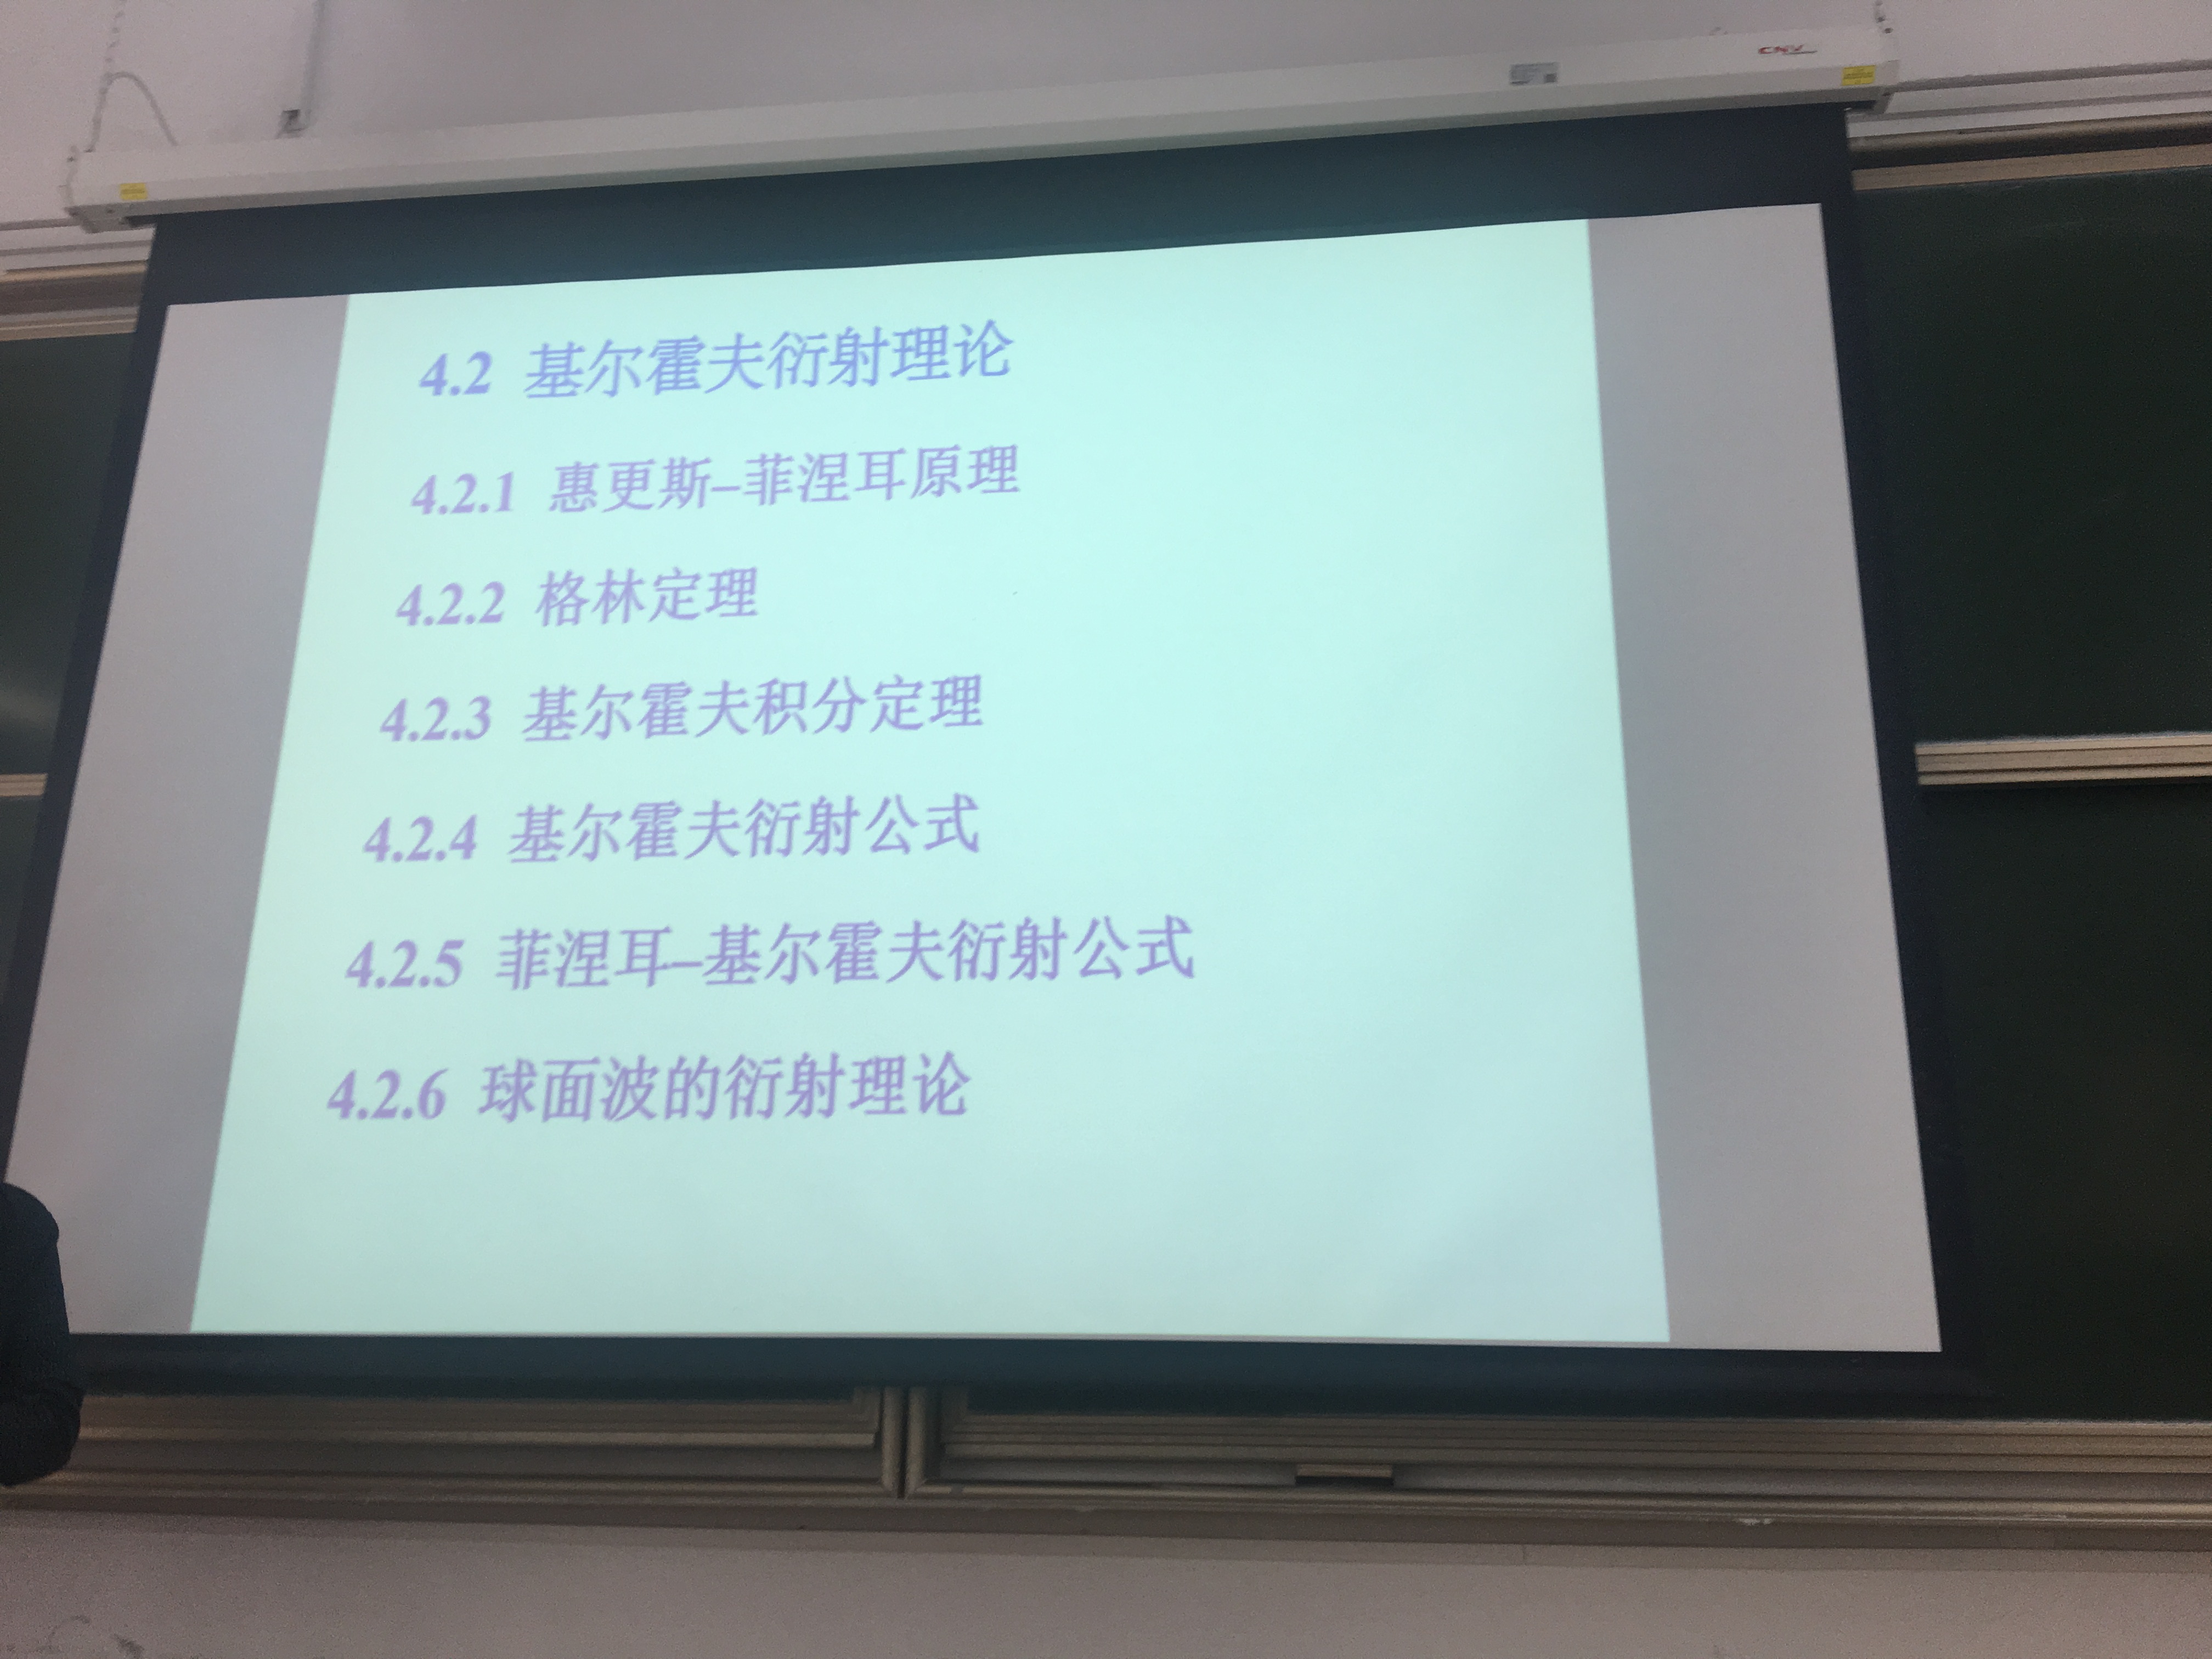 CNV
4.2 基尔霍夫衍射理论
4.2.1 惠更斯–菲涅耳原理
4.2.2 格林定理
4.2.3 基尔霍夫积分定理
4.2.4 基尔霍夫衍射公式
4.2.5 菲涅耳–基尔霍夫衍射公式
4.2.6 球面波的衍射理论